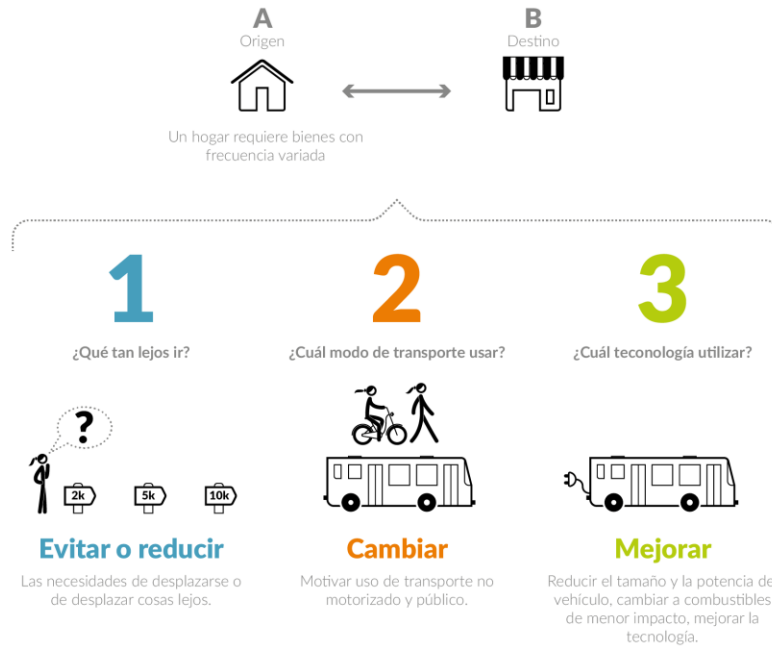 A
Origen
B
Destino
Un hogar requiere bienes con
frecuencia variada
1
¿Qué tan lejos ir?
?
2k
5k
10k
Evitar o reducir
Las necesidades de desplazarse o
de desplazar cosas lejos.
2
¿Cuál modo de transporte usar?
Cambiar
Motivar uso de transporte no
motorizado y público.
3
¿Cuál teconología utilizar?
Mejorar
Reducir el tamaño y la potencia de
vehículo, cambiar a combustibles
de menor impacto, mejorar la
tecnología.